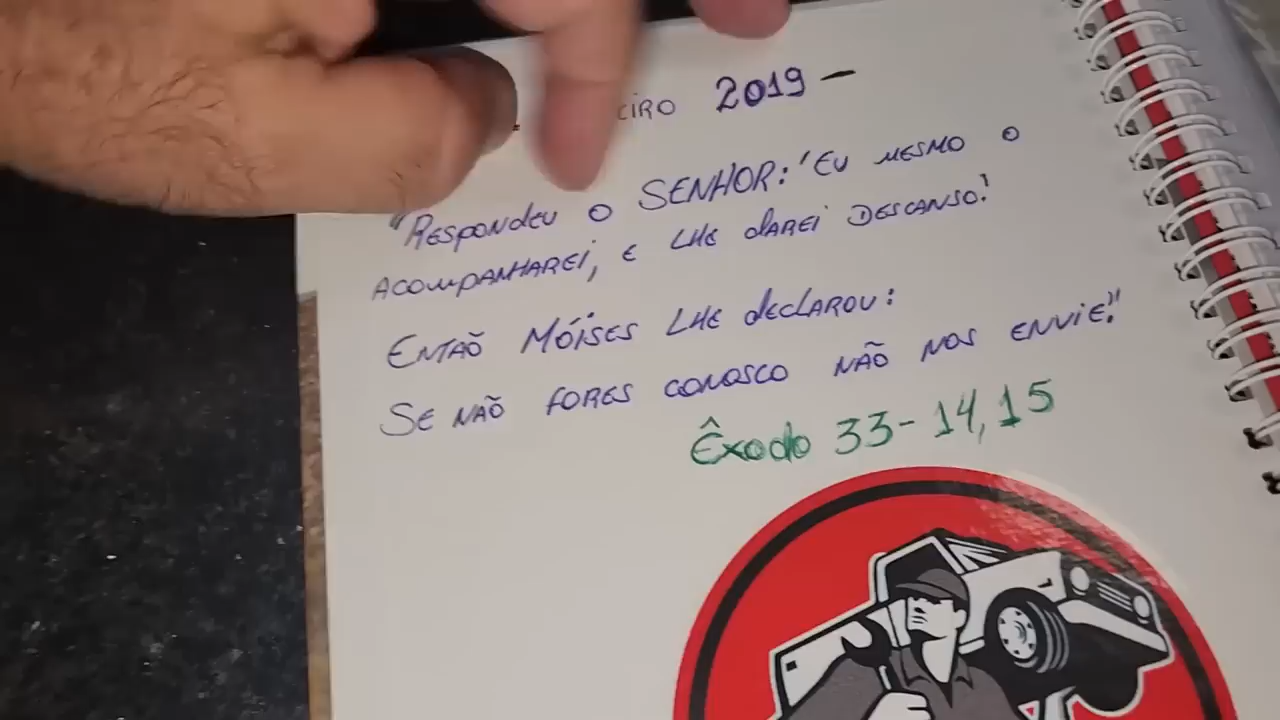 2019 -
"RESPONDEU O SENHOR: 'EU MESMO O
ACOMPANHAREI, E LHE DAREI DESCANSO.'
ENTÃO MÓISES LHE DECLAROU:
SE NÃO FORES CONOSCO NÃO NOS ENVIE."
Êxodo 33-14,15